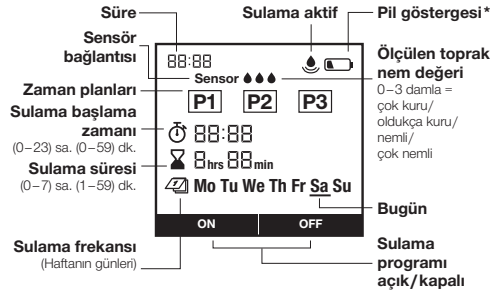 Süre
Sulama aktif
Pil göstergesi*
Sensör
bağlantısı
88:88
Sensor
Ölçülen toprak
nem değeri
0–3 damla =
çok kuru/
oldukça kuru/
nemli/
çok nemli
Zaman planları
P1 P2 P3
Sulama başlama
zamanı
(0–23) sa. (0–59) dk.
88:88
Sulama süresi
(0–7) sa. (1–59) dk.
8hrs 88min
7
Mo Tu We Th Fr Sa Su
Bugün
ON OFF
Sulama frekansı
(Haftanın günleri)
Sulama
programı
açık/kapalı